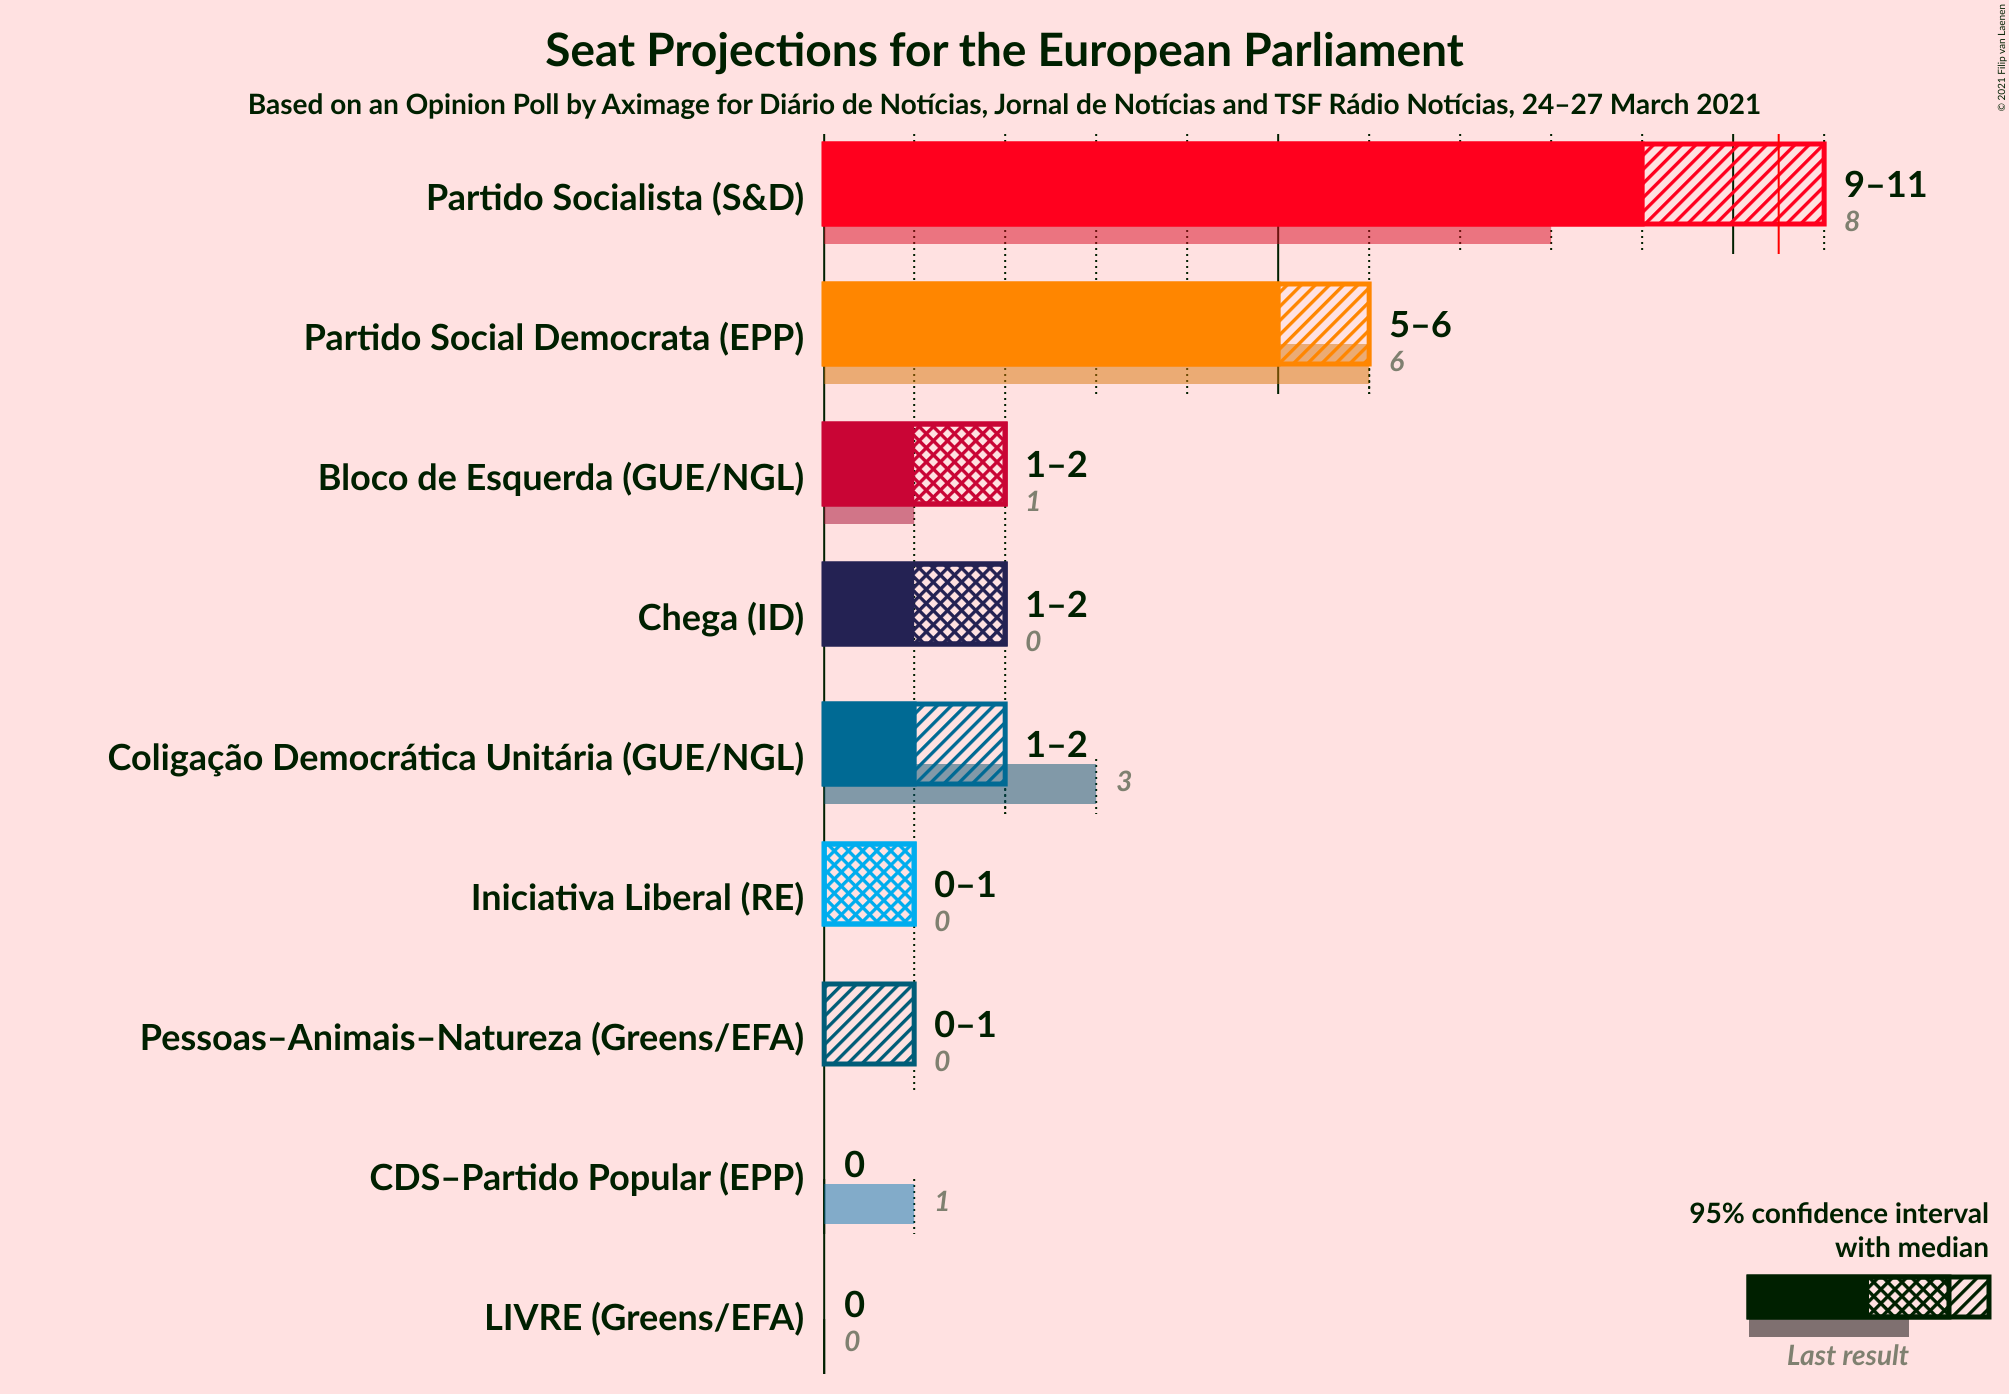 Seat Projections for the European Parliament
Based on an Opinion Poll by Aximage for Diário de Notícias, Jornal de Notícias and TSF Rádio Notícias, 24–27 March 2021
© 2021 Filip van Laenen
Partido Socialista (S&D)
9–11
8
Partido Social Democrata (EPP)
5–6
6
Bloco de Esquerda (GUE/NGL)
1–2
1
Chega (ID)
1–2
0
Coligação Democrática Unitária (GUE/NGL)
1–2
3
Iniciativa Liberal (RE)
0–1
0
Pessoas–Animais–Natureza (Greens/EFA)
0–1
0
CDS–Partido Popular (EPP)
0
1
LIVRE (Greens/EFA)
0
0
95% confidence interval
with median
Last result